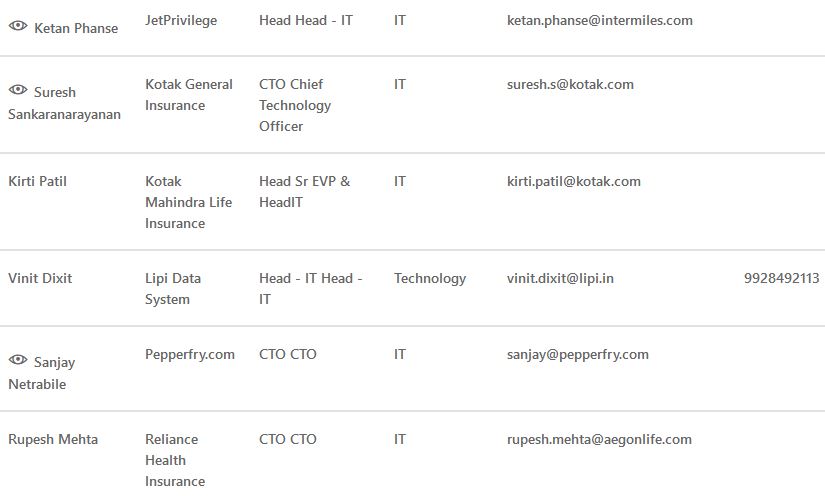 Ketan Phanse JetPrivilege Head Head - IT IT ketan.phanse@intermiles.com
Suresh Kotak General CTO Chief IT suresh.s@kotak.com
Sankaranarayanan Insurance Technology
Officer
Kirti Patil Kotak Head Sr EVP & IT kirti.patil@kotak.com
Mahindra Life HeadIT
Insurance
Vinit Dixit Lipi Data Head - IT Head - Technology vinit.dixit@lipi.in 9928492113
System IT
Sanjay Pepperfry.com CTO CTO IT sanjay@pepperfry.com
Netrabile
Rupesh Mehta Reliance CTO CTO IT rupesh.mehta@aegonlife.com
Health
Insurance